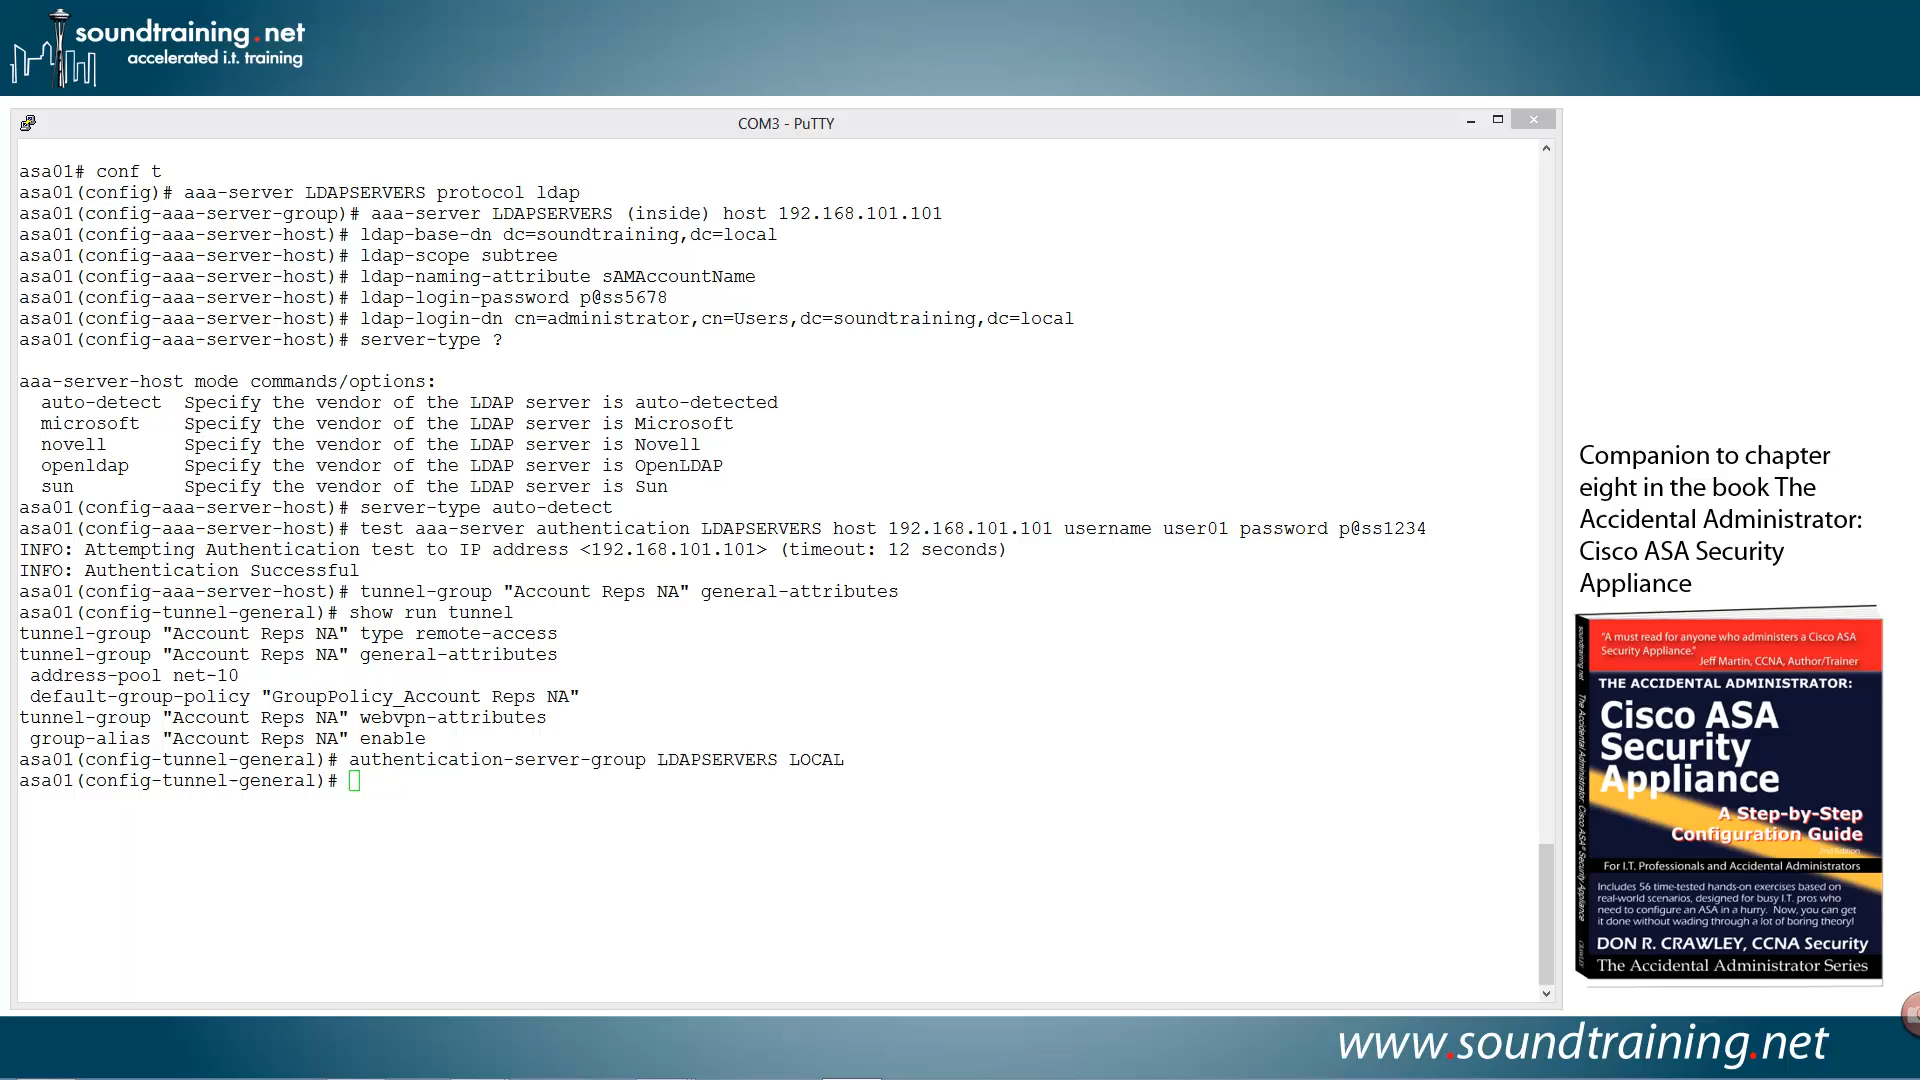 soundtraining.net
accelerated i.t. training
COM3 - PuTTY
asa01# conf t
asa01(config)# aaa-server LDAPSERVERS protocol ldap
asa01(config-aaa-server-group)# aaa-server LDAPSERVERS (inside) host 192.168.101.101
asa01(config-aaa-server-host)# ldap-base-dn dc=soundtraining,dc=local
asa01(config-aaa-server-host)# ldap-scope subtree
asa01(config-aaa-server-host)# ldap-naming-attribute sAMAccountName
asa01(config-aaa-server-host)# ldap-login-password p@ss5678
asa01(config-aaa-server-host)# ldap-login-dn cn=administrator,cn=Users,dc=soundtraining,dc=local
asa01(config-aaa-server-host)# server-type ?
aaa-server-host mode commands/options:
auto-detect  Specify the vendor of the LDAP server is auto-detected
microsoft    Specify the vendor of the LDAP server is Microsoft
novell       Specify the vendor of the LDAP server is Novell
openldap     Specify the vendor of the LDAP server is OpenLDAP
sun          Specify the vendor of the LDAP server is Sun
asa01(config-aaa-server-host)# server-type auto-detect
asa01(config-aaa-server-host)# test aaa-server authentication LDAPSERVERS host 192.168.101.101 username user01 password p@ss1234
INFO: Attempting Authentication test to IP address <192.168.101.101> (timeout: 12 seconds)
INFO: Authentication Successful
asa01(config-aaa-server-host)# tunnel-group "Account Reps NA" general-attributes
asa01(config-tunnel-general)# show run tunnel
tunnel-group "Account Reps NA" type remote-access
tunnel-group "Account Reps NA" general-attributes
address-pool net-10
default-group-policy "GroupPolicy_Account Reps NA"
tunnel-group "Account Reps NA" webvpn-attributes
group-alias "Account Reps NA" enable
asa01(config-tunnel-general)# authentication-server-group LDAPSERVERS LOCAL
asa01(config-tunnel-general)#
Companion to chapter
eight in the book The
Accidental Administrator:
Cisco ASA Security
Appliance
"A must read for anyone who administers a Cisco ASA
Security Appliance."
Jeff Martin, CCNA, Author/Trainer
THE ACCIDENTAL ADMINISTRATOR:
Cisco ASA
Security
Appliance
A Step-by-Step
Configuration Guide
For I.T. Professionals and Accidental Administrators
Includes 56 time-tested hands-on exercises based on
real-world scenarios, designed for busy I.T. pros who
need to configure an ASA in a hurry. Now, you can get
it done without wading through a lot of boring theory!
DON R. CRAWLEY, CCNA Security
The Accidental Administrator Series
www.soundtraining.net